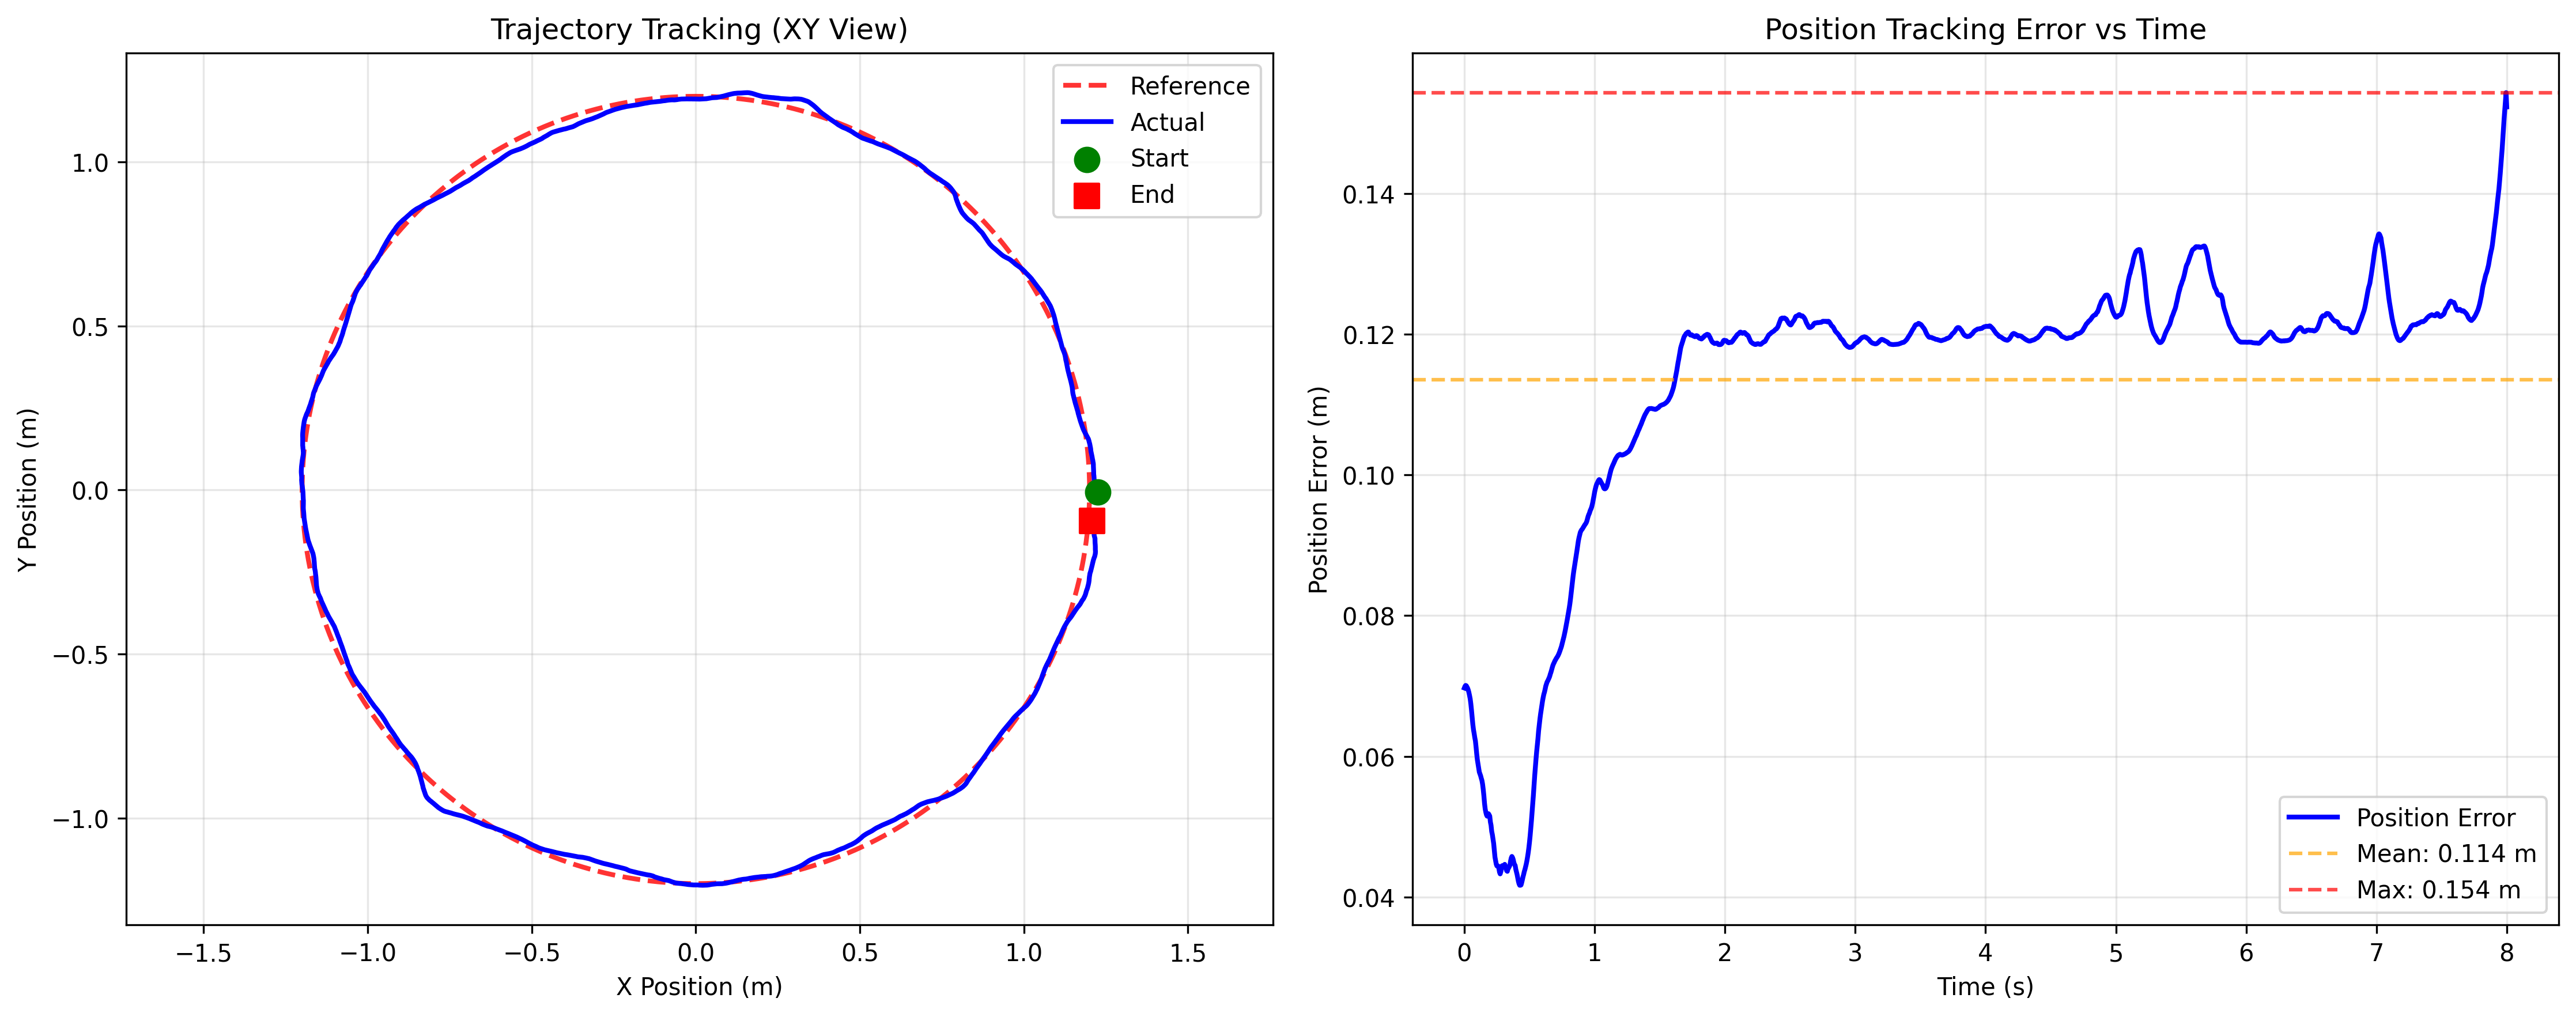 Trajectory Tracking (XY View)
Reference
Actual
Start
End
1.0
0.5
0.0
−0.5
−1.0
Y Position (m)
−1.5
−1.0
−0.5
0.0
0.5
1.0
1.5
X Position (m)
Position Tracking Error vs Time
0.14
0.12
0.10
0.08
0.06
0.04
Position Error (m)
Position Error
Mean: 0.114 m
Max: 0.154 m
0
1
2
3
4
5
6
7
8
Time (s)